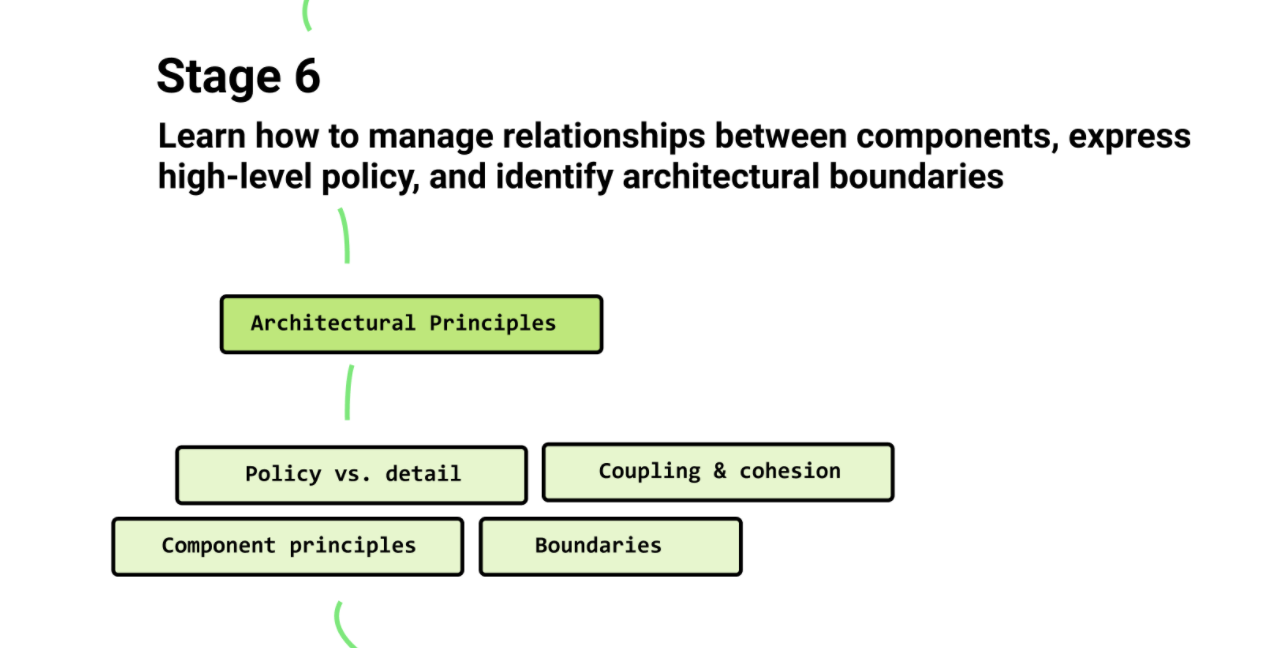 Stage 6
Learn how to manage relationships between components, express
high-level policy, and identify architectural boundaries
Architectural Principles
Policy vs. detail
Coupling & cohesion
Component principles
Boundaries